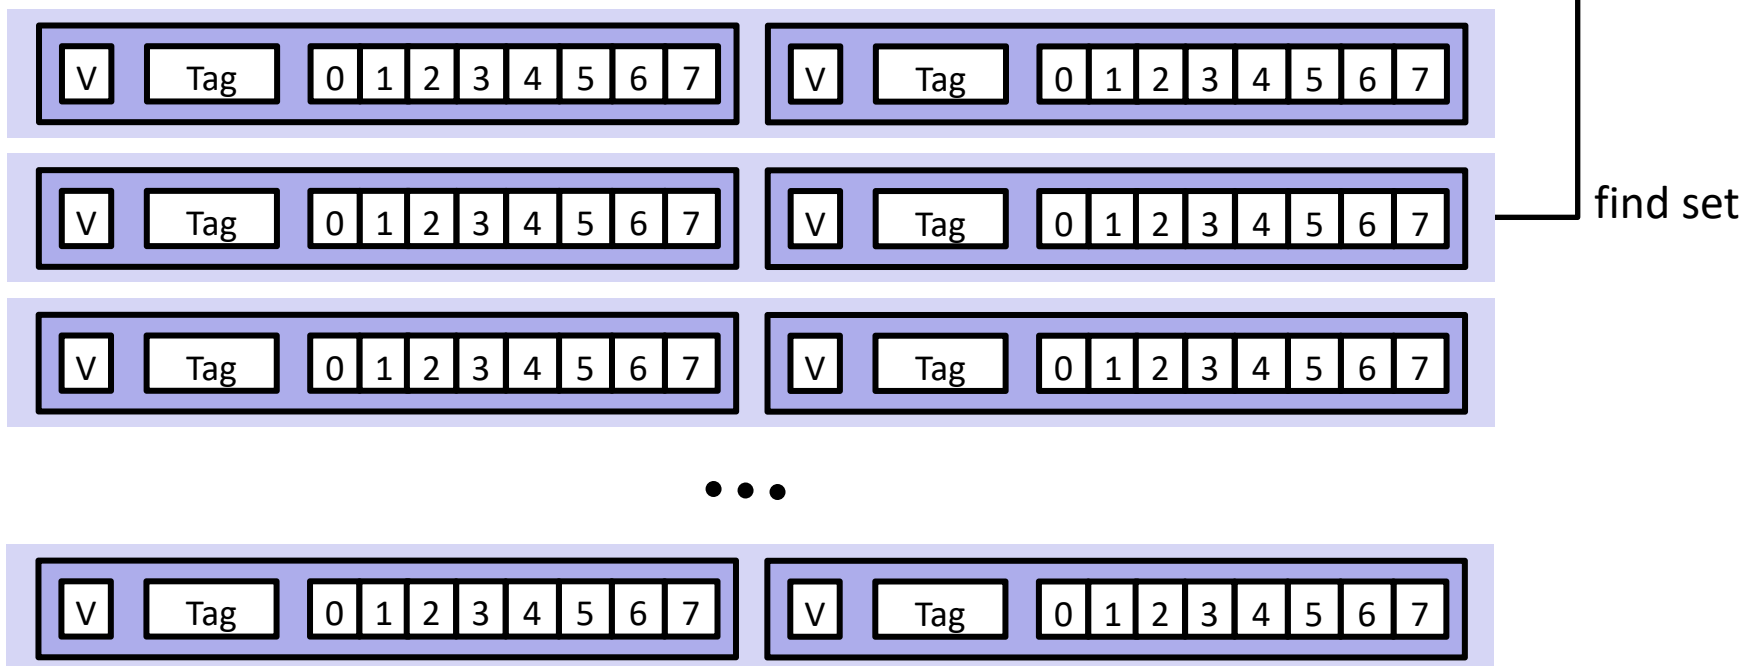 V Tag 0 1 2 3 4 5 6 7 V Tag 0 1 2 3 4 5 6 7
V Tag 0 1 2 3 4 5 6 7 V Tag 0 1 2 3 4 5 6 7 find set
V Tag 0 1 2 3 4 5 6 7 V Tag 0 1 2 3 4 5 6 7
• • •
V Tag 0 1 2 3 4 5 6 7 V Tag 0 1 2 3 4 5 6 7